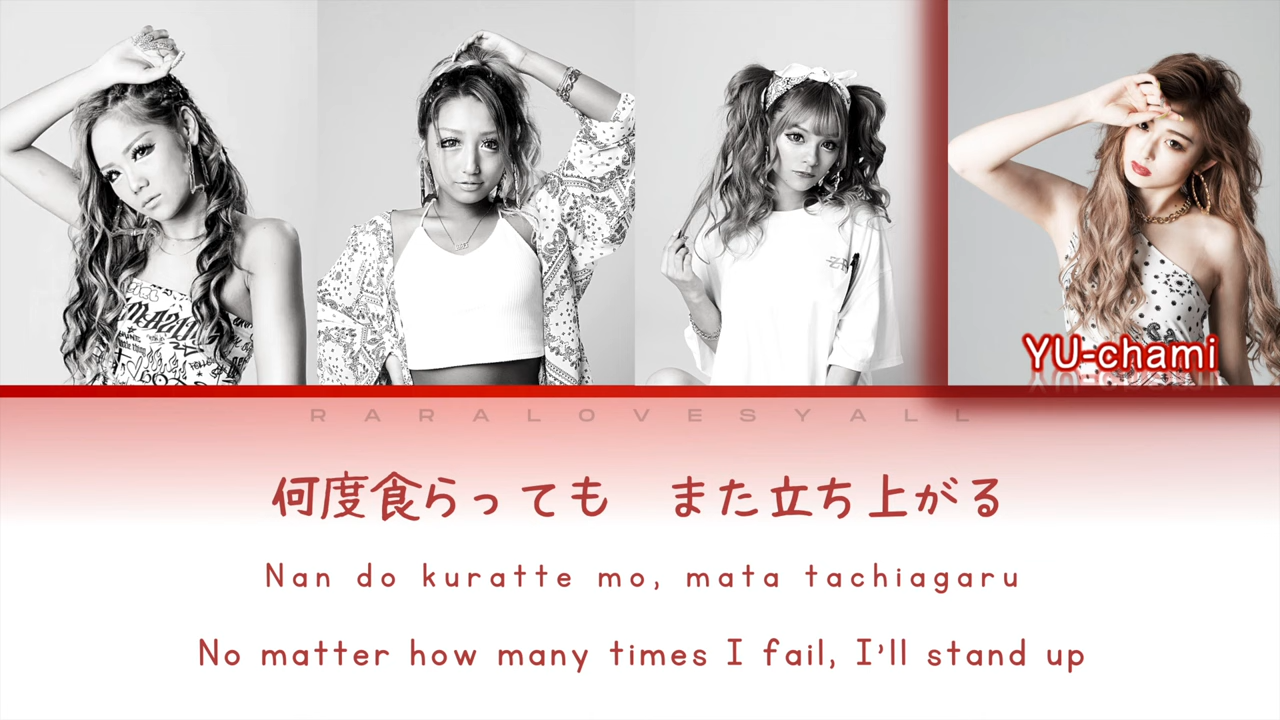 YU-chami
RARALOVESYALL
何度食らっても　また立ち上がる
Nan do kuratte mo, mata tachiagaru
No matter how many times I fail, I'll stand up